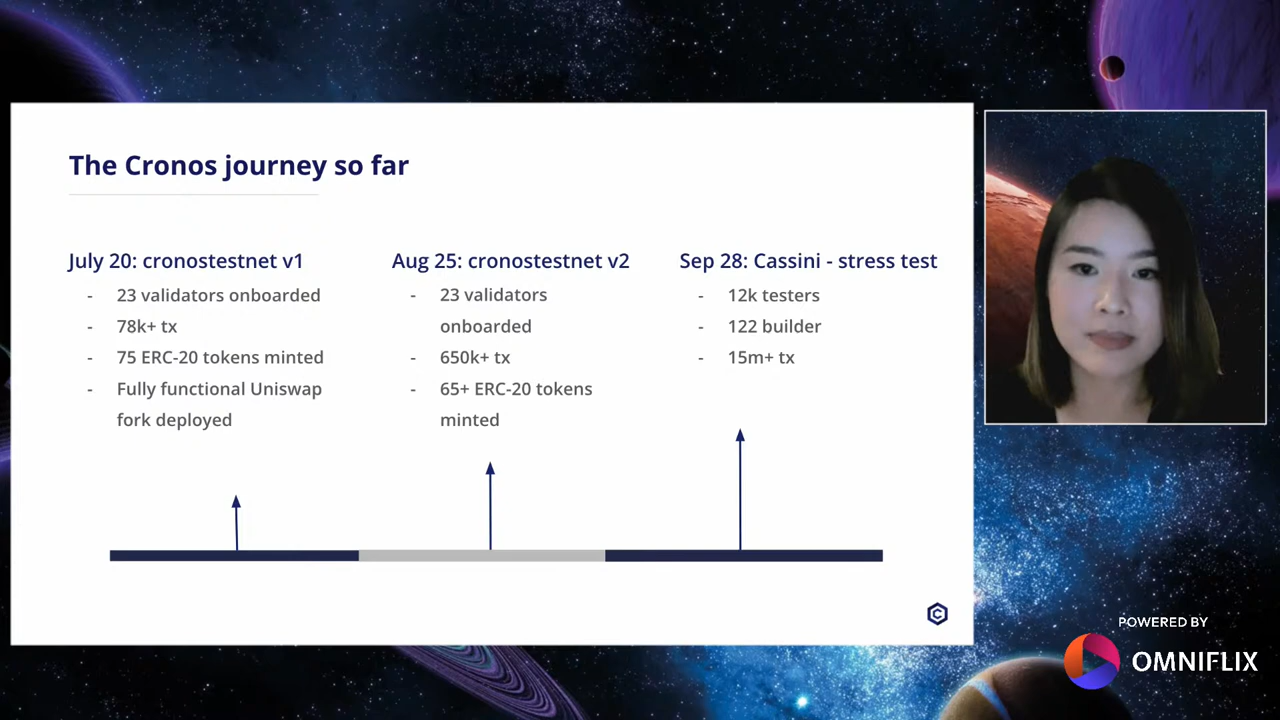 The Cronos journey so far
July 20: cronostestnet v1
- 23 validators onboarded
- 78k+ tx
- 75 ERC-20 tokens minted
- Fully functional Uniswap
fork deployed
Aug 25: cronostestnet v2
- 23 validators
onboarded
- 650k+ tx
- 65+ ERC-20 tokens
minted
Sep 28: Cassini - stress test
- 12k testers
- 122 builder
- 15m+ tx
POWERED BY
OMNIFLIX